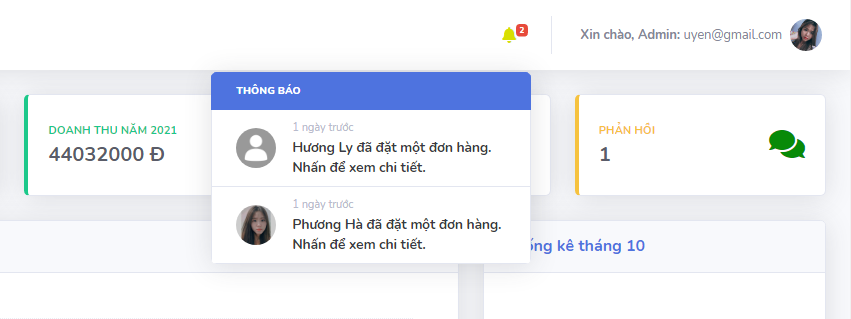 2
Xin chào, Admin: uyen@gmail.com
THÔNG BÁO
1 ngày trước
Hương Ly đã đặt một đơn hàng.
Nhấn để xem chi tiết.
1 ngày trước
Phương Hà đã đặt một đơn hàng.
Nhấn để xem chi tiết.
DOANH THU NĂM 2021
44032000 Đ
PHẢN HỒI
1
kê tháng 10